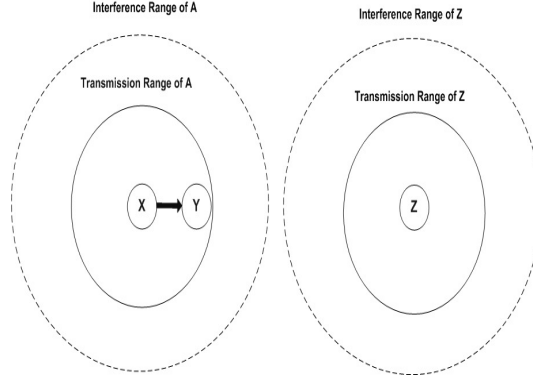 Interference Range of A
Interference Range of Z
Transmission Range of A
Transmission Range of Z
X
Y
Z